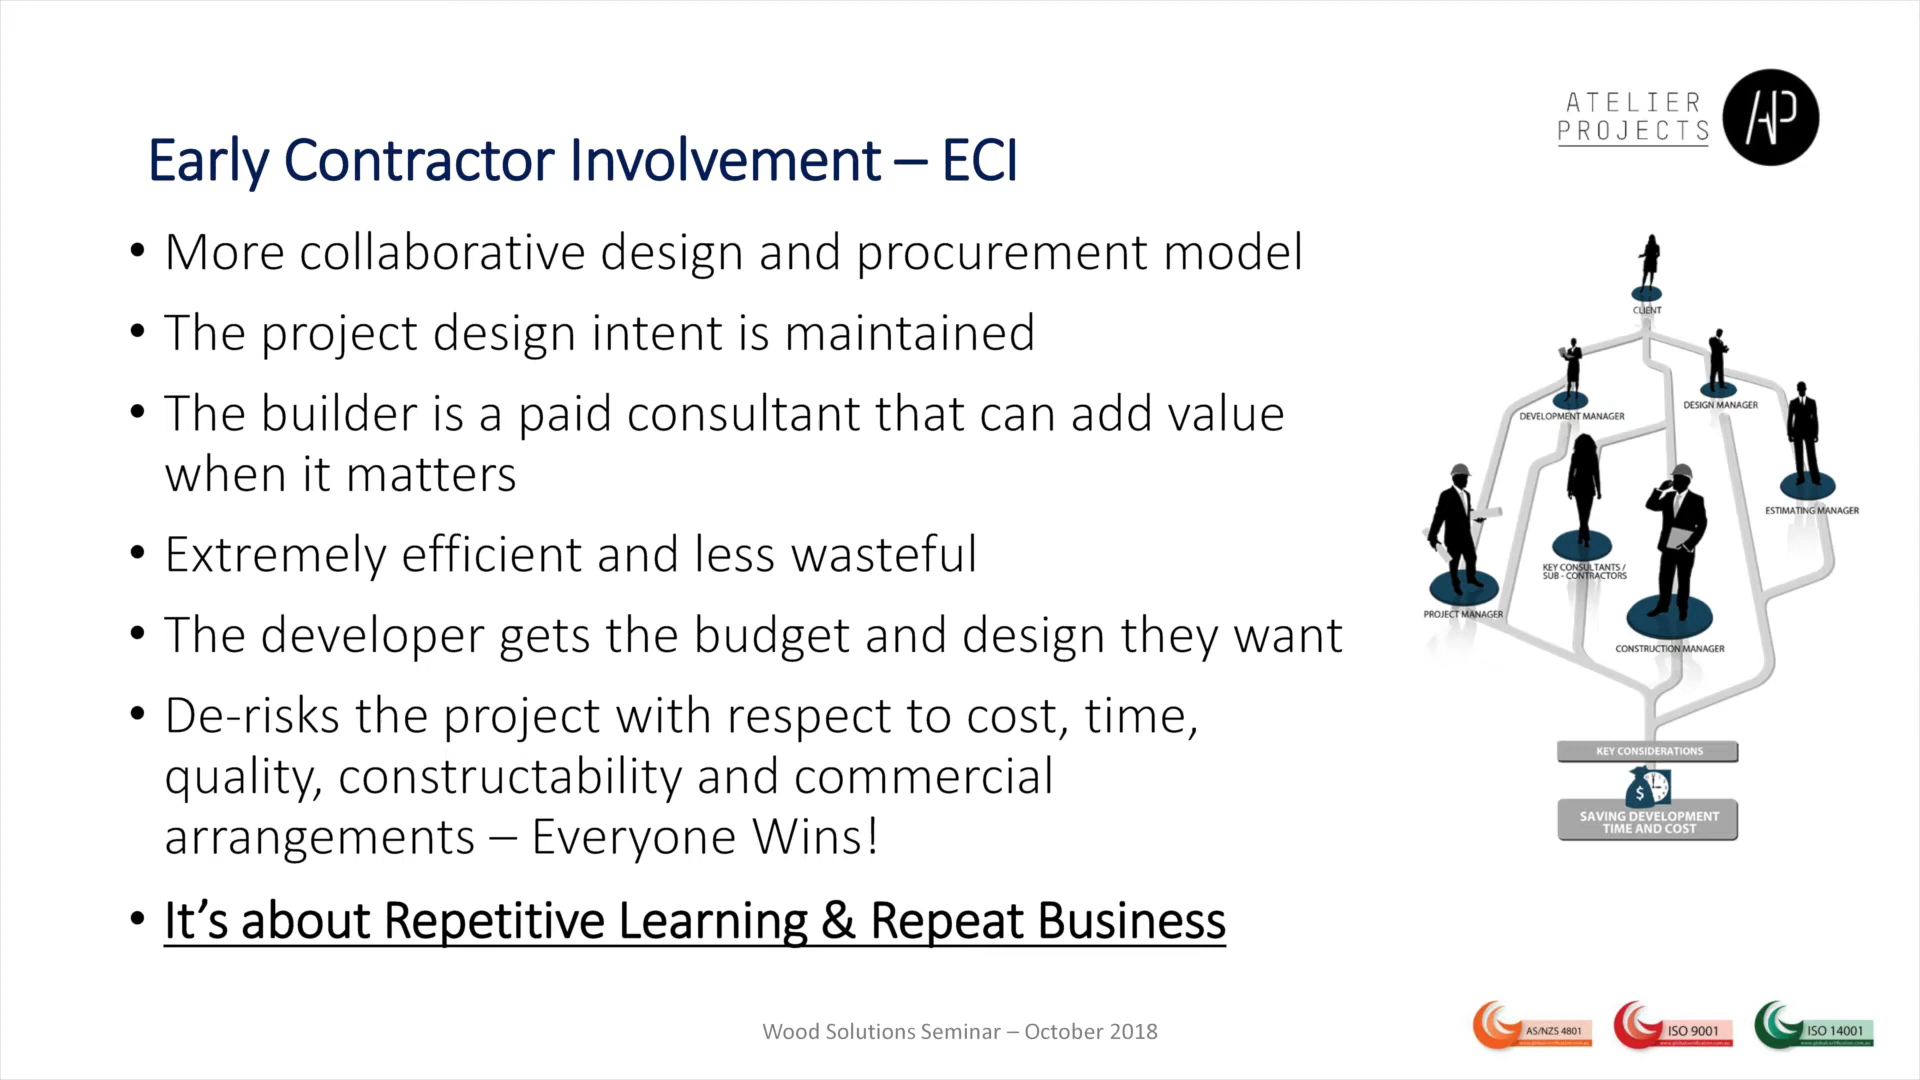 ATELIER
PROJECTS
AP
Early Contractor Involvement – ECI
• More collaborative design and procurement model
• The project design intent is maintained
• The builder is a paid consultant that can add value
when it matters
• Extremely efficient and less wasteful
• The developer gets the budget and design they want
• De-risks the project with respect to cost, time,
quality, constructability and commercial
arrangements – Everyone Wins!
• It’s about Repetitive Learning & Repeat Business
CLIENT
DEVELOPMENT MANAGER
DESIGN MANAGER
ESTIMATING MANAGER
KEY CONSULTANTS /
SUB - CONTRACTORS
PROJECT MANAGER
CONSTRUCTION MANAGER
KEY CONSIDERATIONS
$
SAVING DEVELOPMENT
TIME AND COST
Wood Solutions Seminar – October 2018
AS/NZS 4801
ISO 9001
ISO 14001